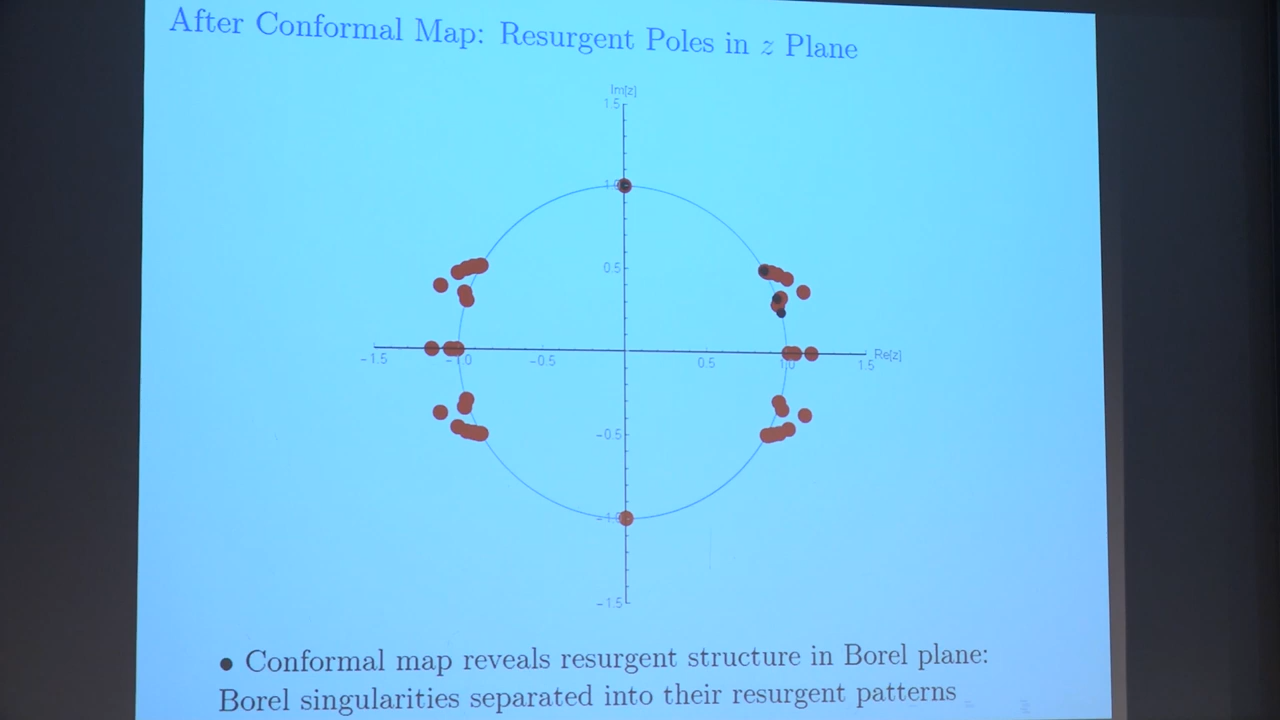 After Conformal Map: Resurgent Poles in z Plane
Im[z]
1.5
1.0
0.5
-1.5
-1.0
-0.5
0.5
1.0
1.5
Re[z]
-0.5
-1.0
-1.5
• Conformal map reveals resurgent structure in Borel plane:
Borel singularities separated into their resurgent patterns